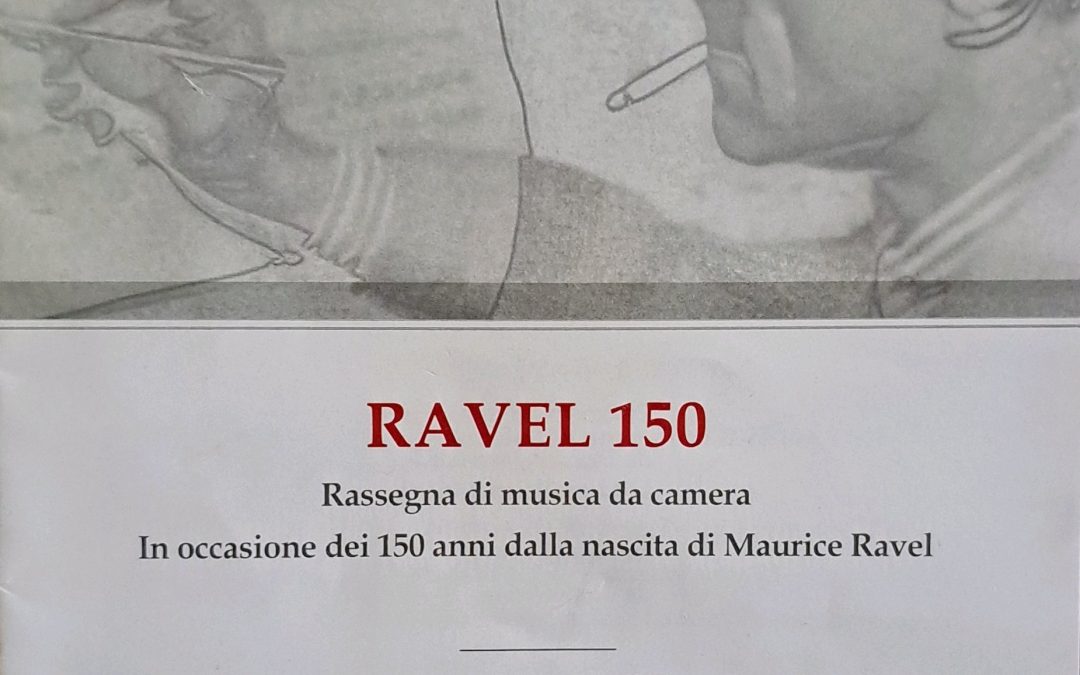 RAVEL 150
Rassegna di musica da camera
In occasione dei 150 anni dalla nascita di Maurice Ravel